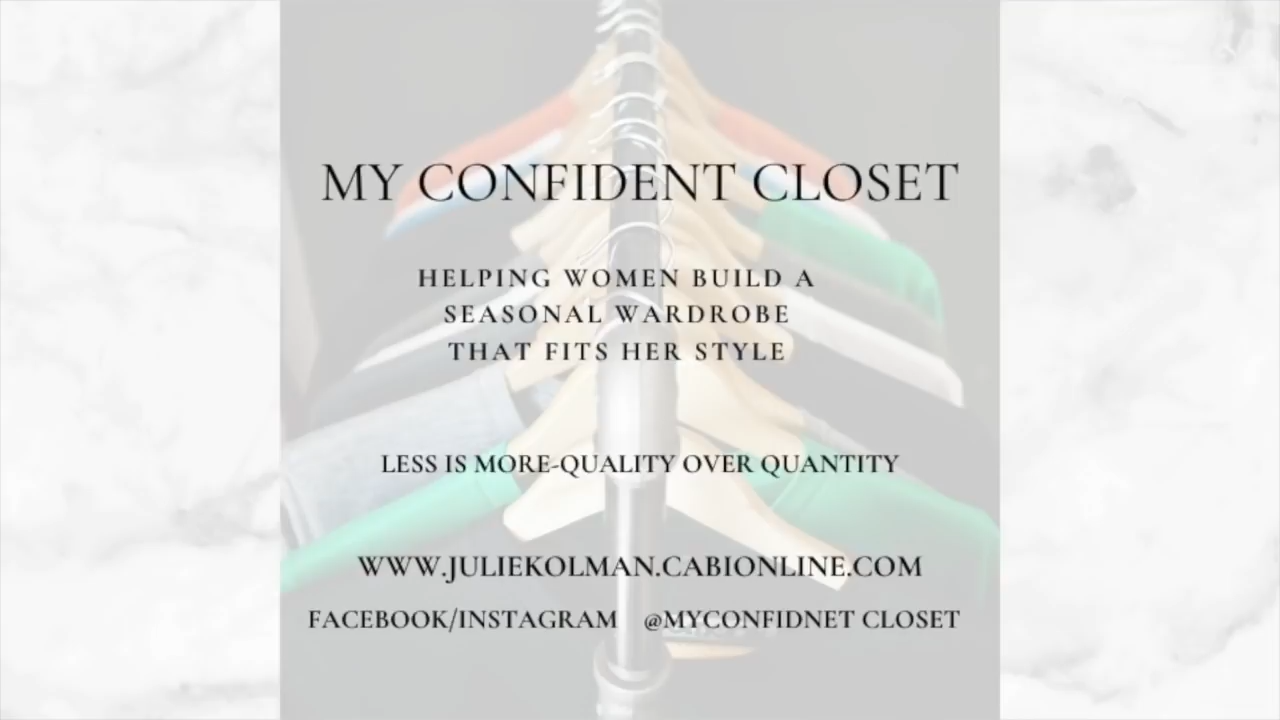 MY CONFIDENT CLOSET
HELPING WOMEN BUILD A
SEASONAL WARDROBE
THAT FITS HER STYLE
LESS IS MORE-QUALITY OVER QUANTITY
WWW.JULIEKOLMAN.CABIONLINE.COM
FACEBOOK/INSTAGRAM @MYCONFIDNET CLOSET